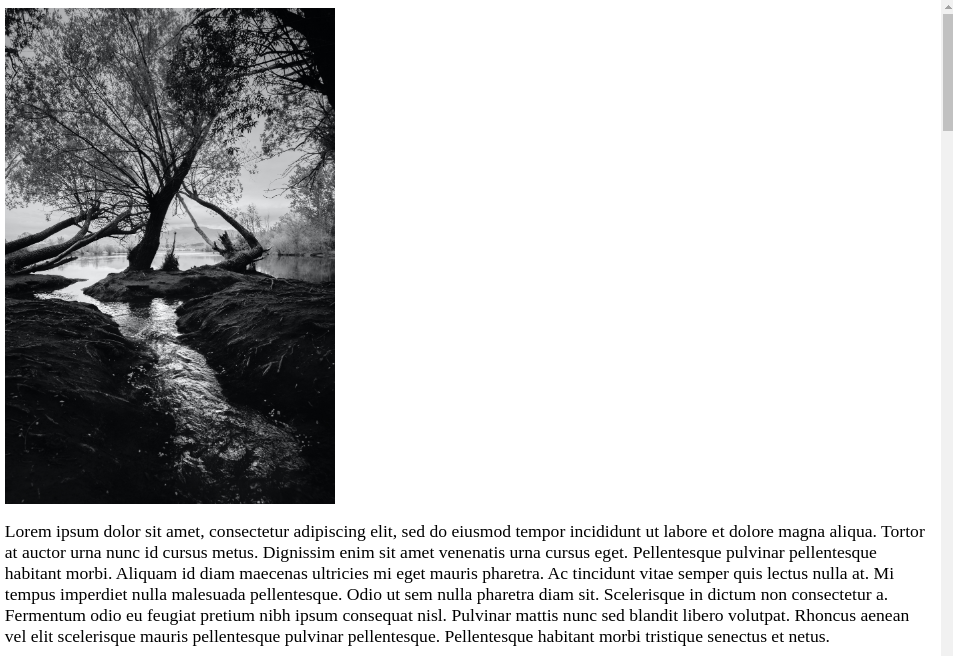 Lorem ipsum dolor sit amet, consectetur adipiscing elit, sed do eiusmod tempor incididunt ut labore et dolore magna aliqua. Tortor
at auctor urna nunc id cursus metus. Dignissim enim sit amet venenatis urna cursus eget. Pellentesque pulvinar pellentesque
habitant morbi. Aliquam id diam maecenas ultricies mi eget mauris pharetra. Ac tincidunt vitae semper quis lectus nulla at. Mi
tempus imperdiet nulla malesuada pellentesque. Odio ut sem nulla pharetra diam sit. Scelerisque in dictum non consectetur a.
Fermentum odio eu feugiat pretium nibh ipsum consequat nisl. Pulvinar mattis nunc sed blandit libero volutpat. Rhoncus aenean
vel elit scelerisque mauris pellentesque pulvinar pellentesque. Pellentesque habitant morbi tristique senectus et netus.